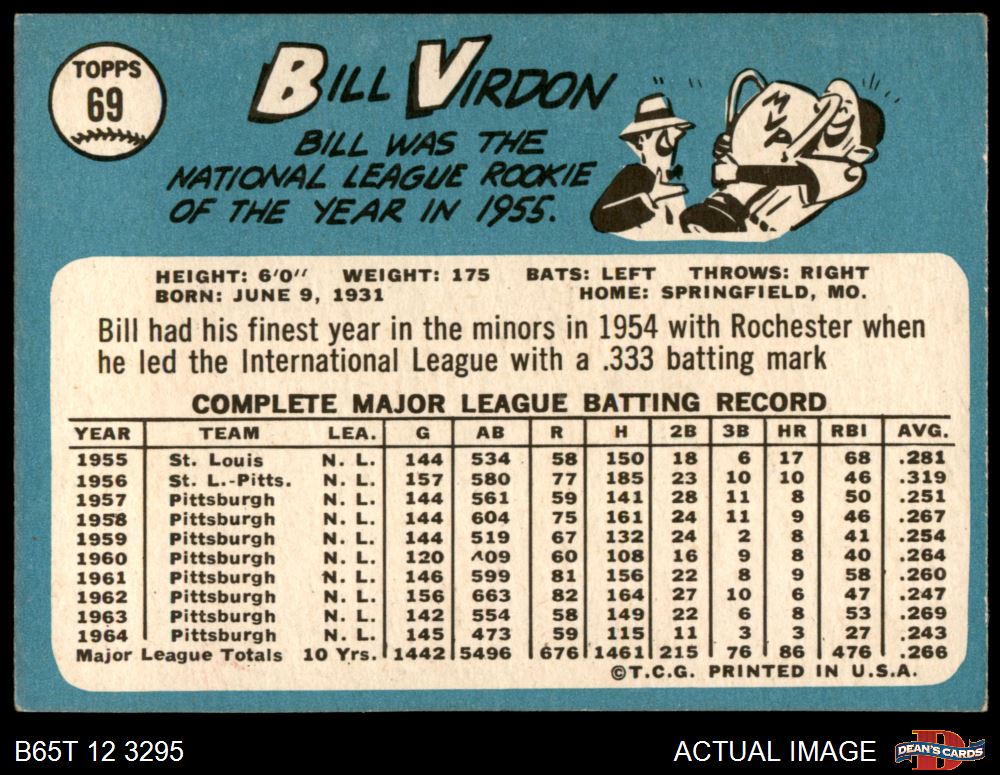 TOPPS
69
BILL VIRDON
BILL WAS THE
NATIONAL LEAGUE ROOKIE
OF THE YEAR IN 1955.
MVP
HEIGHT: 6'0" WEIGHT: 175 BATS: LEFT THROWS: RIGHT
BORN: JUNE 9, 1931 HOME: SPRINGFIELD, MO.
Bill had his finest year in the minors in 1954 with Rochester when
he led the International League with a .333 batting mark
COMPLETE MAJOR LEAGUE BATTING RECORD
YEAR TEAM LEA. G AB R H 2B 3B HR RBI AVG.
1955 St. Louis N. L. 144 534 58 150 18 6 17 68 .281
1956 St. L.-Pitts. N. L. 157 580 77 185 23 10 10 46 .319
1957 Pittsburgh N. L. 144 561 59 141 28 11 8 50 .251
1958 Pittsburgh N. L. 144 604 75 161 24 11 9 46 .267
1959 Pittsburgh N. L. 144 519 67 132 24 2 8 41 .254
1960 Pittsburgh N. L. 120 409 60 108 16 9 8 40 .264
1961 Pittsburgh N. L. 146 599 81 156 22 8 9 58 .260
1962 Pittsburgh N. L. 156 663 82 164 27 10 6 47 .247
1963 Pittsburgh N. L. 142 554 58 149 22 6 8 53 .269
1964 Pittsburgh N. L. 145 473 59 115 11 3 3 27 .243
Major League Totals 10 Yrs. 1442 5496 676 1461 215 76 86 476 .266
©T.C.G. PRINTED IN U.S.A.
B65T 12 3295 ACTUAL IMAGE DEAN'S CARDS